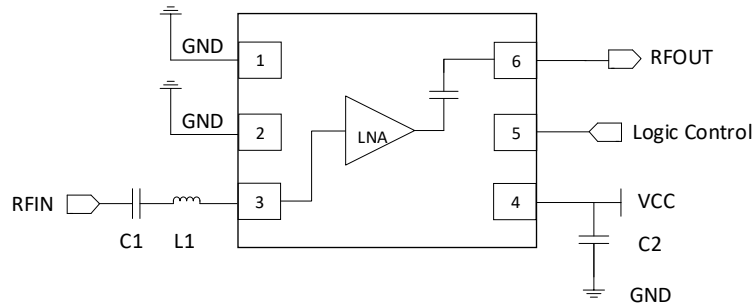 GND
1
6
RFOUT
GND
2
LNA
5
Logic Control
RFIN
3
4
VCC
C1
L1
C2
GND